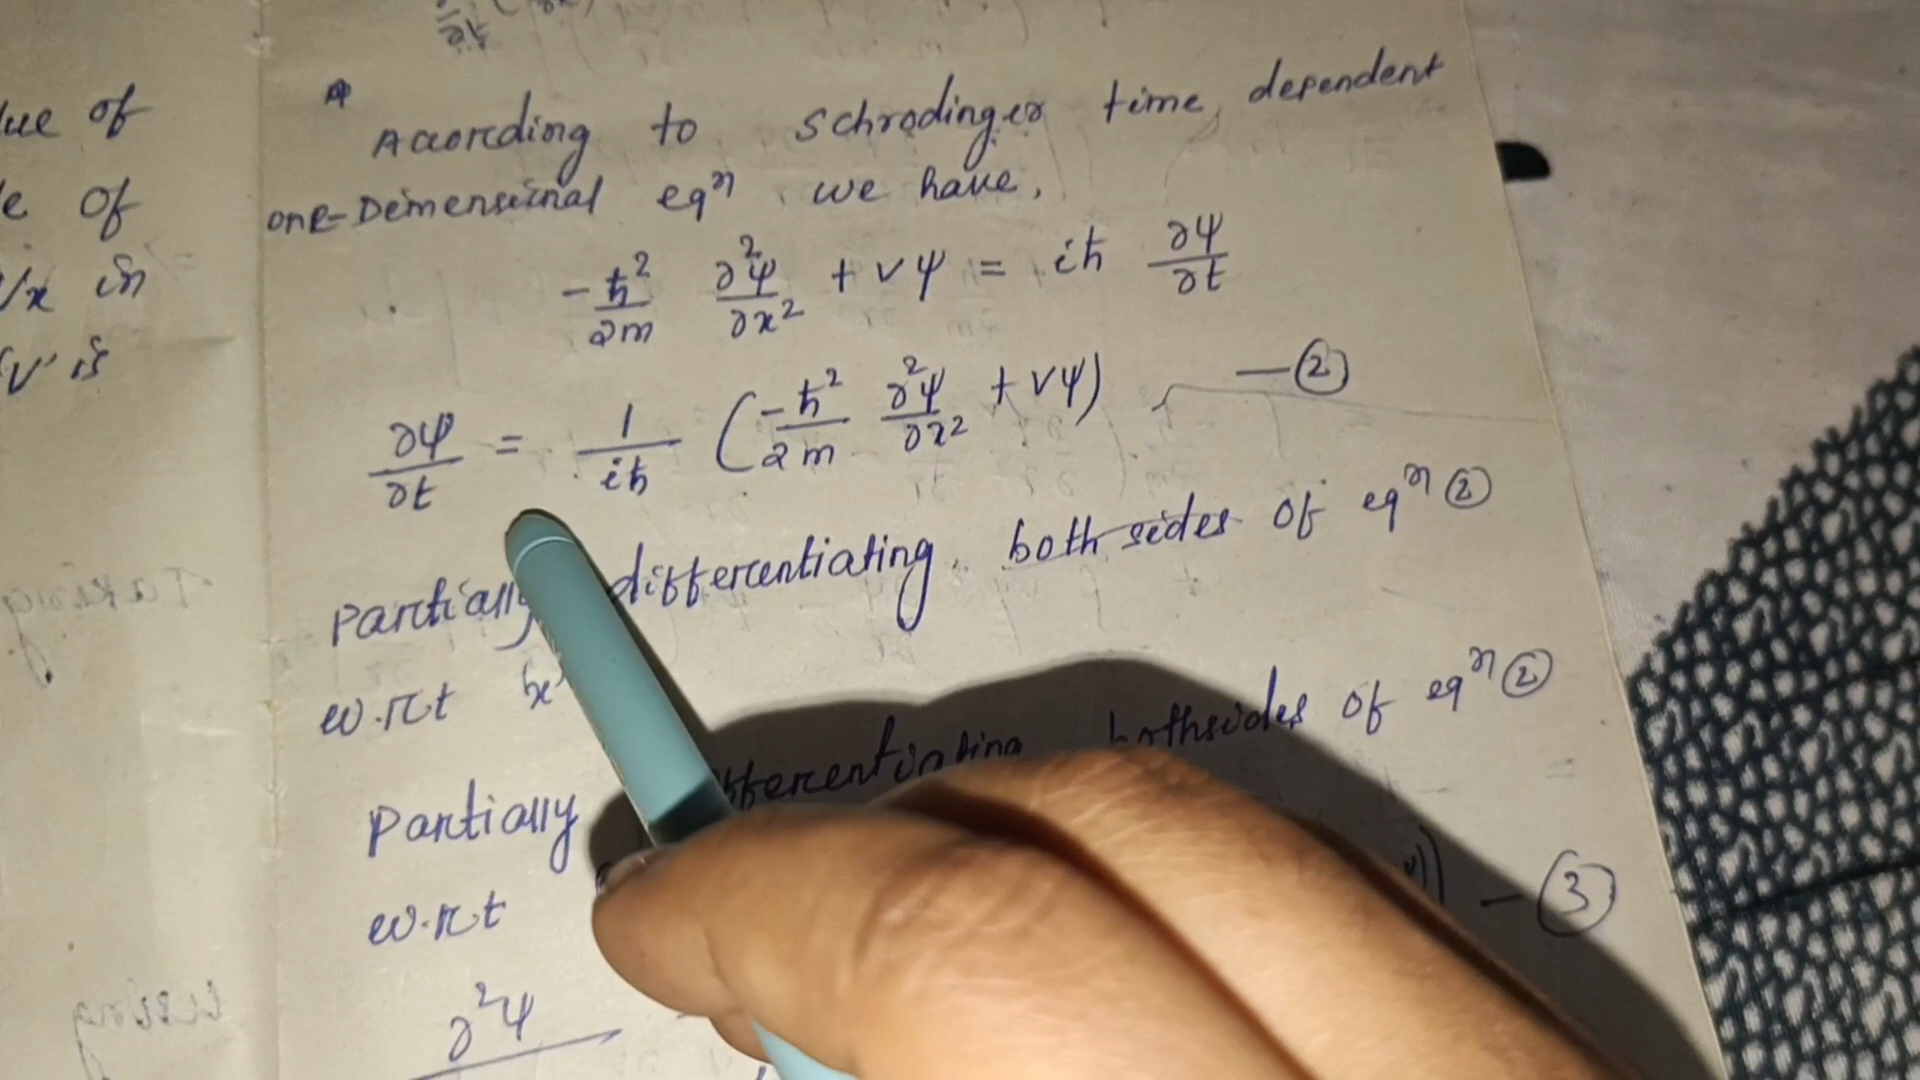 lue of
e of
Vx in
'V' is
According to schrodinger time dependent
one-Dimensional eqⁿ we have,
-ħ²/2m ∂²ψ/∂x² + vψ = iħ ∂ψ/∂t
∂ψ/∂t = 1/iħ (-ħ²/2m ∂²ψ/∂x² + vψ) —②
partially differentiating both sides of eqⁿ ②
w.r.t 'x'
partially differentiating bothsides of eqⁿ ②
w.r.t
)) — ③
∂²ψ